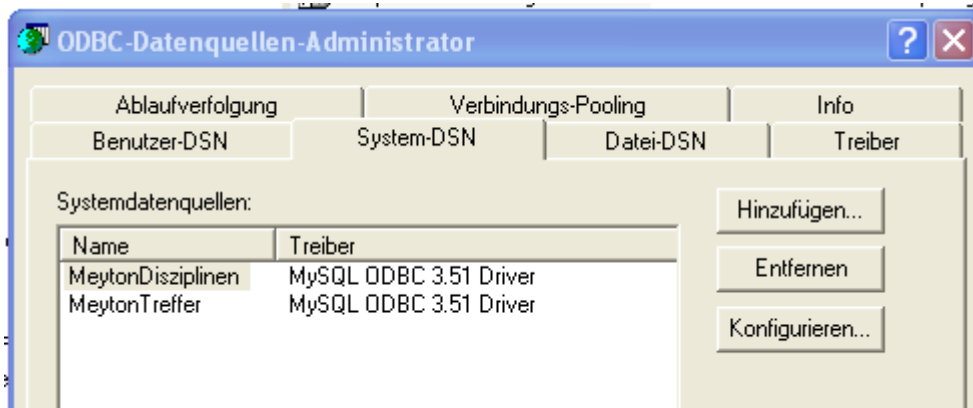 ODBC-Datenquellen-Administrator
Ablaufverfolgung Verbindungs-Pooling Info
Benutzer-DSN System-DSN Datei-DSN Treiber
Systemdatenquellen:
Hinzufügen...
Name Treiber
MeytonDisziplinen MySQL ODBC 3.51 Driver
Entfernen
MeytonTreffer MySQL ODBC 3.51 Driver
Konfigurieren...